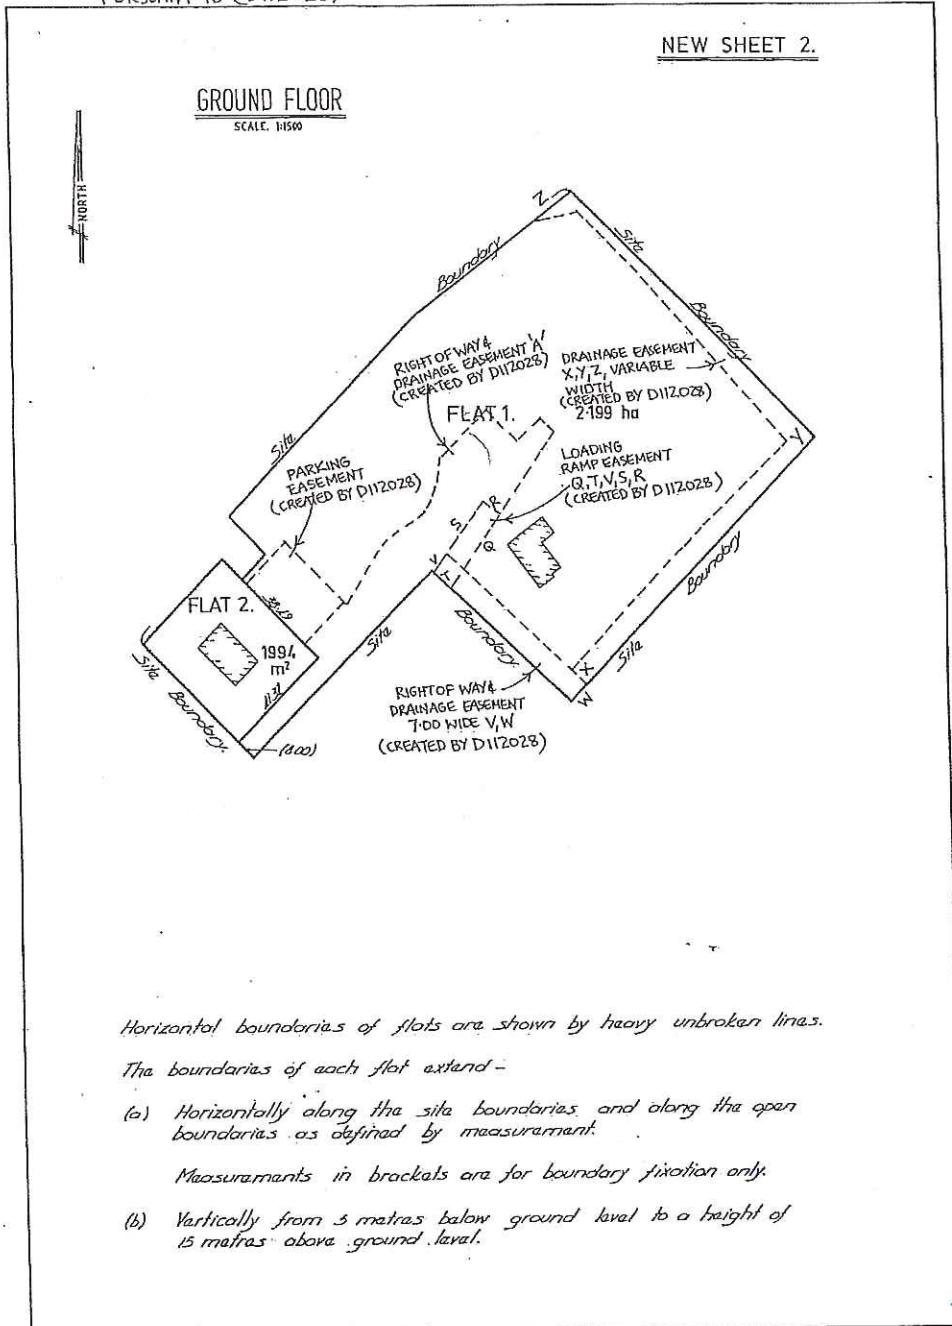 NEW SHEET 2.
GROUND FLOOR
SCALE. 1:1500
NORTH
Z
Site
Boundary
Boundary
RIGHT OF WAY &
DRAINAGE EASEMENT 'A'
(CREATED BY D112028)
DRAINAGE EASEMENT
X,Y,Z, VARIABLE
WIDTH
(CREATED BY D112028)
2·199 ha
FLAT 1.
Y
Site
PARKING
EASEMENT
(CREATED BY D112028)
LOADING
RAMP EASEMENT
Q,T,V,S,R
(CREATED BY D112028)
R
S
Q
V
T
Boundary
FLAT 2.
1994
m²
Site
Boundary.
Site
Boundary.
X
W
Site
RIGHT OF WAY &
DRAINAGE EASEMENT
7·00 WIDE V,W
(CREATED BY D112028)
Horizontal boundaries of flats are shown by heavy unbroken lines.
The boundaries of each flat extend -
(a) Horizontally along the site boundaries and along the open
boundaries as defined by measurement.
Measurements in brackets are for boundary fixation only.
(b) Vertically from 5 metres below ground level to a height of
15 metres above ground level.